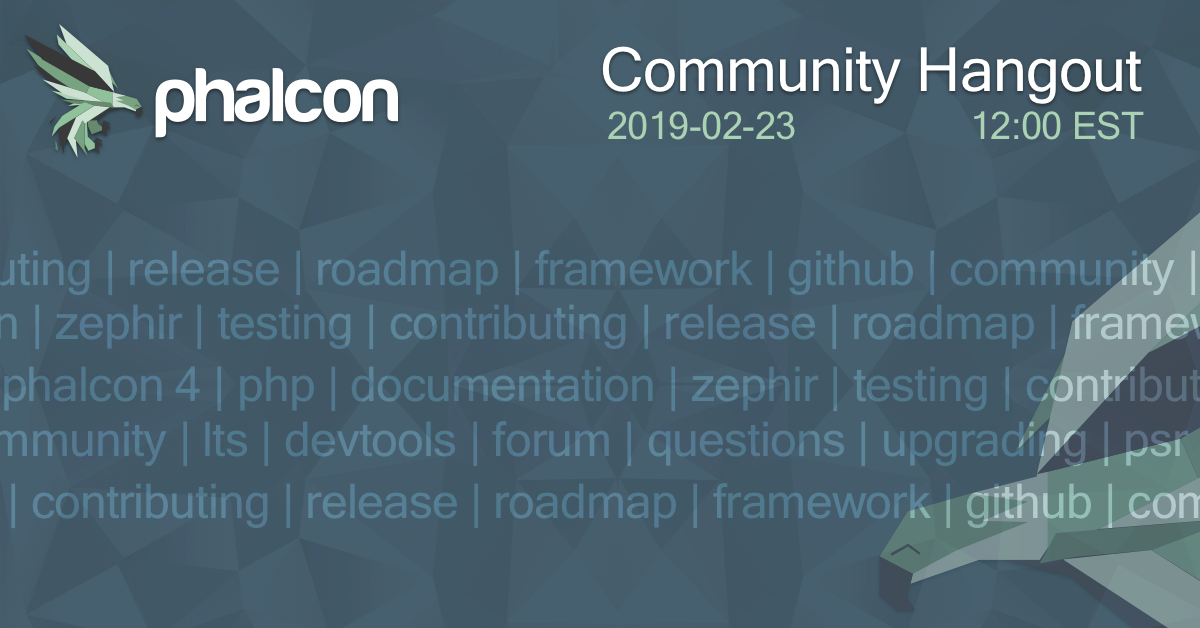 phalcon
Community Hangout
2019-02-23 12:00 EST
uting | release | roadmap | framework | github | community |
n | zephir | testing | contributing | release | roadmap | framew
phalcon 4 | php | documentation | zephir | testing | contribut
mmunity | lts | devtools | forum | questions | upgrading | psr
| contributing | release | roadmap | framework | github | com